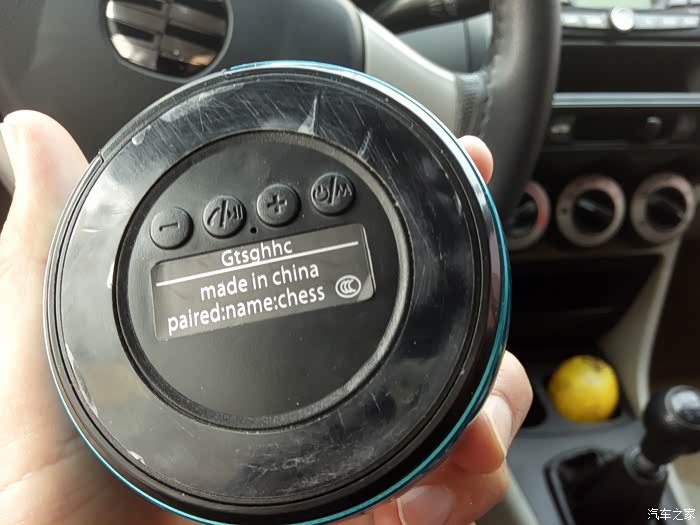 Gtsghhc
made in china
paired:name:chess
汽车之家